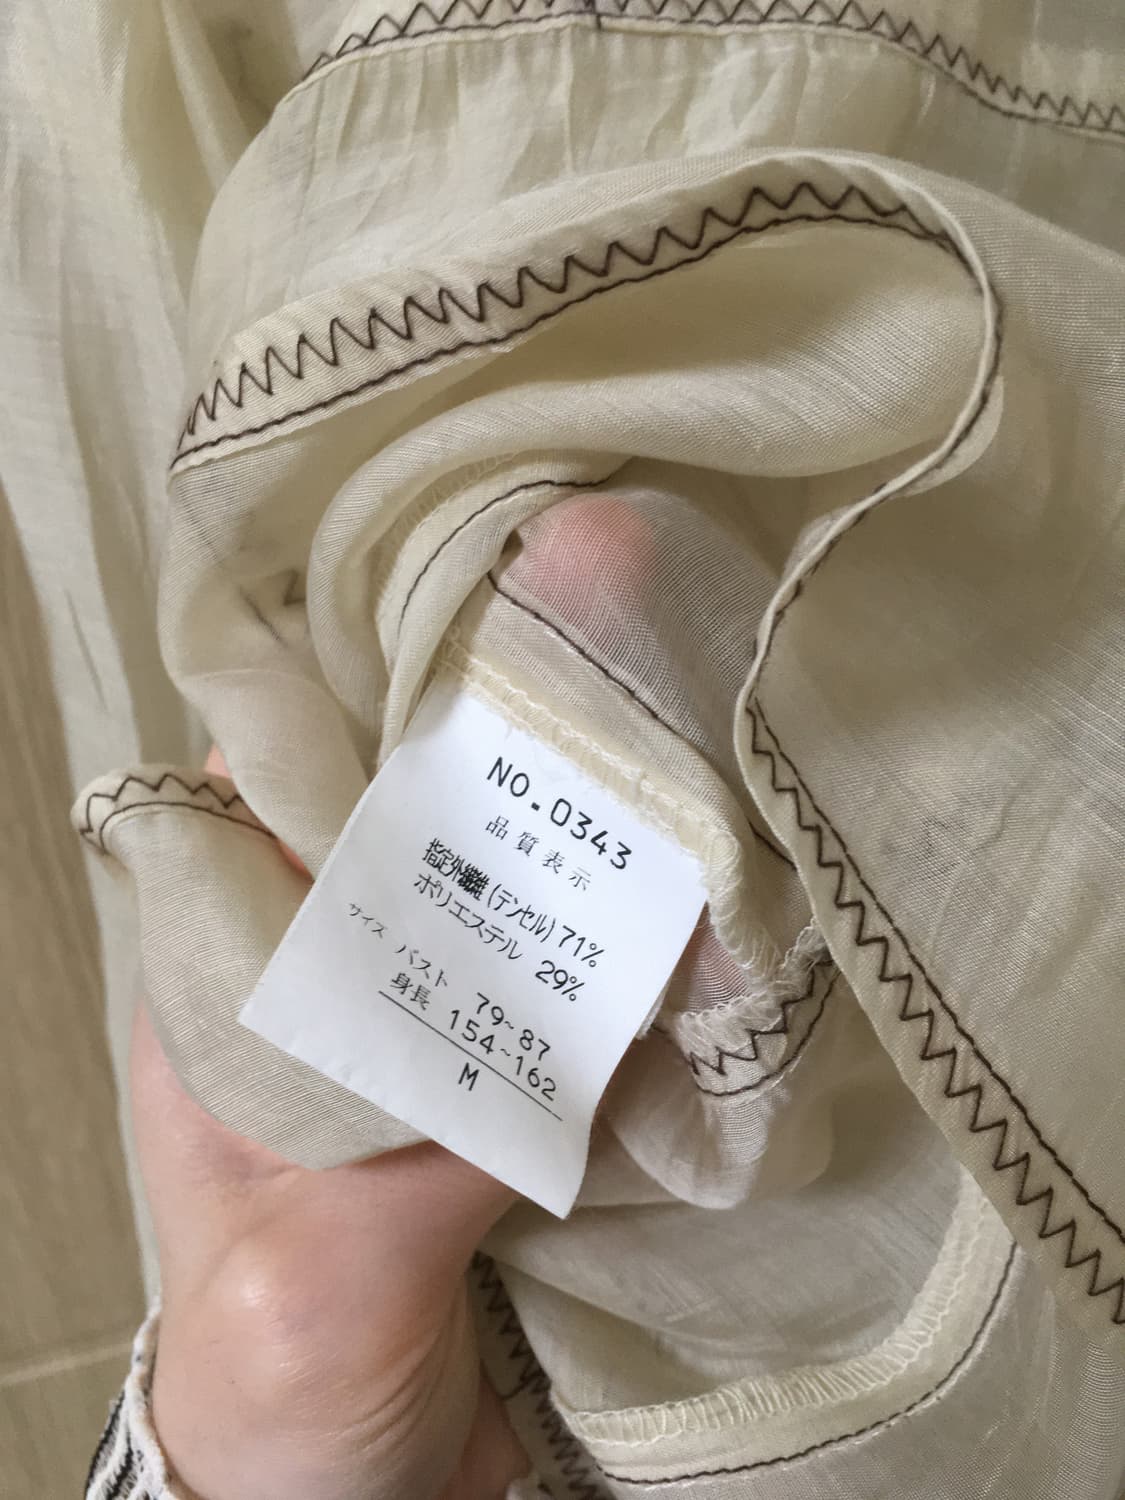 NO.-0343
品質表示
指定外繊維(テンセル) 71%
ポリエステル 29%
サイズ
バスト 79~87
身長 154~162
M